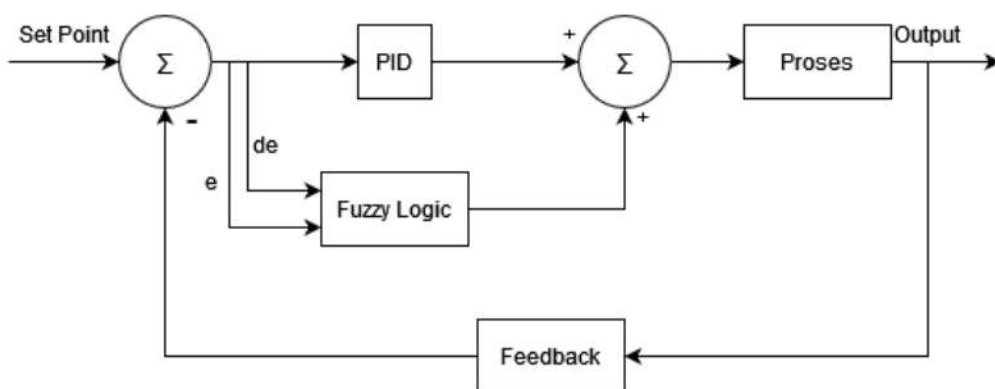 Set Point
Σ
-
e
de
PID
+
Σ
+
Fuzzy Logic
Proses
Output
Feedback